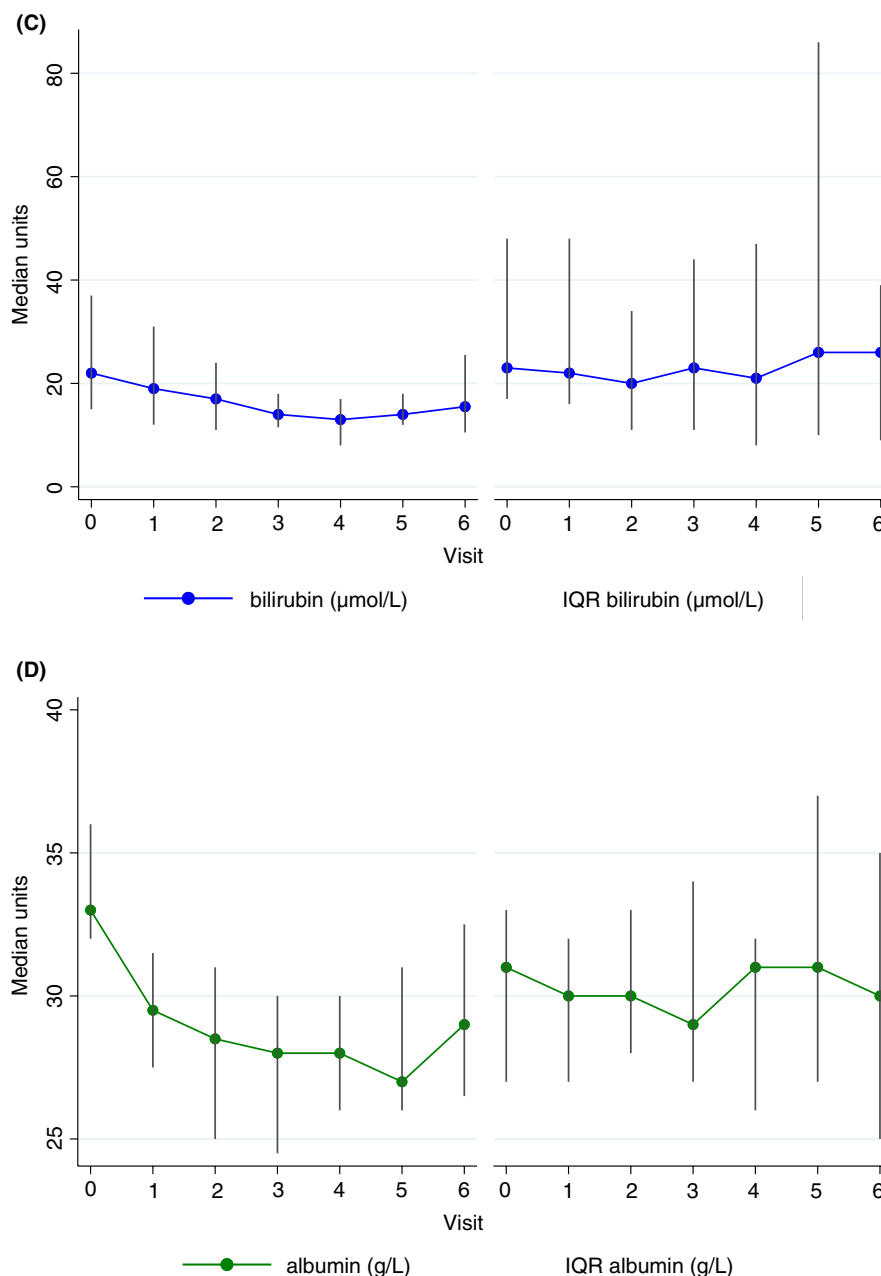 (C)
80
60
40
20
0
Median units
0 1 2 3 4 5 6 0 1 2 3 4 5 6
Visit
bilirubin (µmol/L) IQR bilirubin (µmol/L)
(D)
40
35
30
25
Median units
0 1 2 3 4 5 6 0 1 2 3 4 5 6
Visit
albumin (g/L) IQR albumin (g/L)